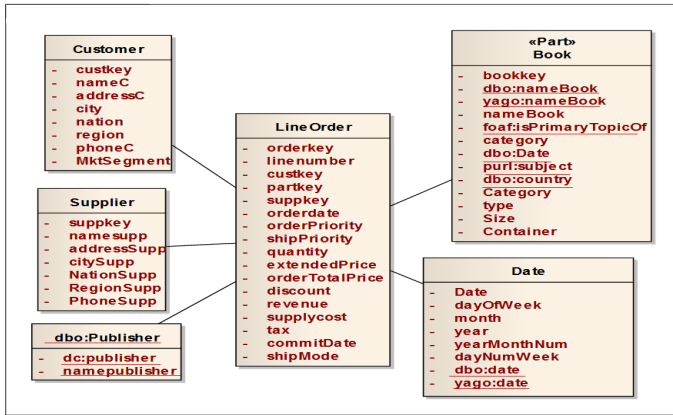 Customer
- custkey
- nameC
- addressC
- city
- nation
- region
- phoneC
- MktSegment
Supplier
- suppkey
- namesupp
- addressSupp
- citySupp
- NationSupp
- RegionSupp
- PhoneSupp
dbo:Publisher
- dc:publisher
- namepublisher
LineOrder
- orderkey
- linenumber
- custkey
- partkey
- suppkey
- orderdate
- orderPriority
- shipPriority
- quantity
- extendedPrice
- orderTotalPrice
- discount
- revenue
- supplycost
- tax
- commitDate
- shipMode
«Part»
Book
- bookkey
- dbo:nameBook
- yago:nameBook
- nameBook
- foaf:isPrimaryTopicOf
- category
- dbo:Date
- purl:subject
- dbo:country
- Category
- type
- Size
- Container
Date
- Date
- dayOfWeek
- month
- year
- yearMonthNum
- dayNumWeek
- dbo:date
- yago:date